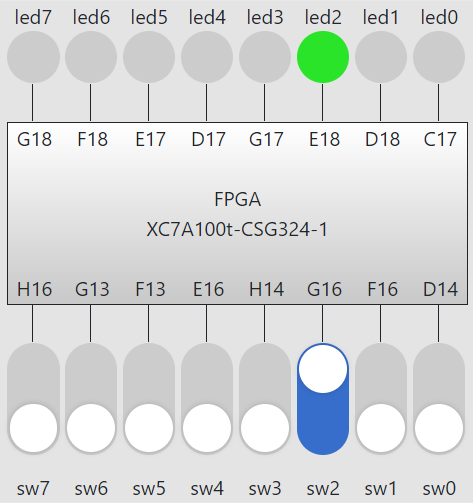 led7 led6 led5 led4 led3 led2 led1 led0
G18 F18 E17 D17 G17 E18 D18 C17
FPGA
XC7A100t-CSG324-1
H16 G13 F13 E16 H14 G16 F16 D14
sw7 sw6 sw5 sw4 sw3 sw2 sw1 sw0